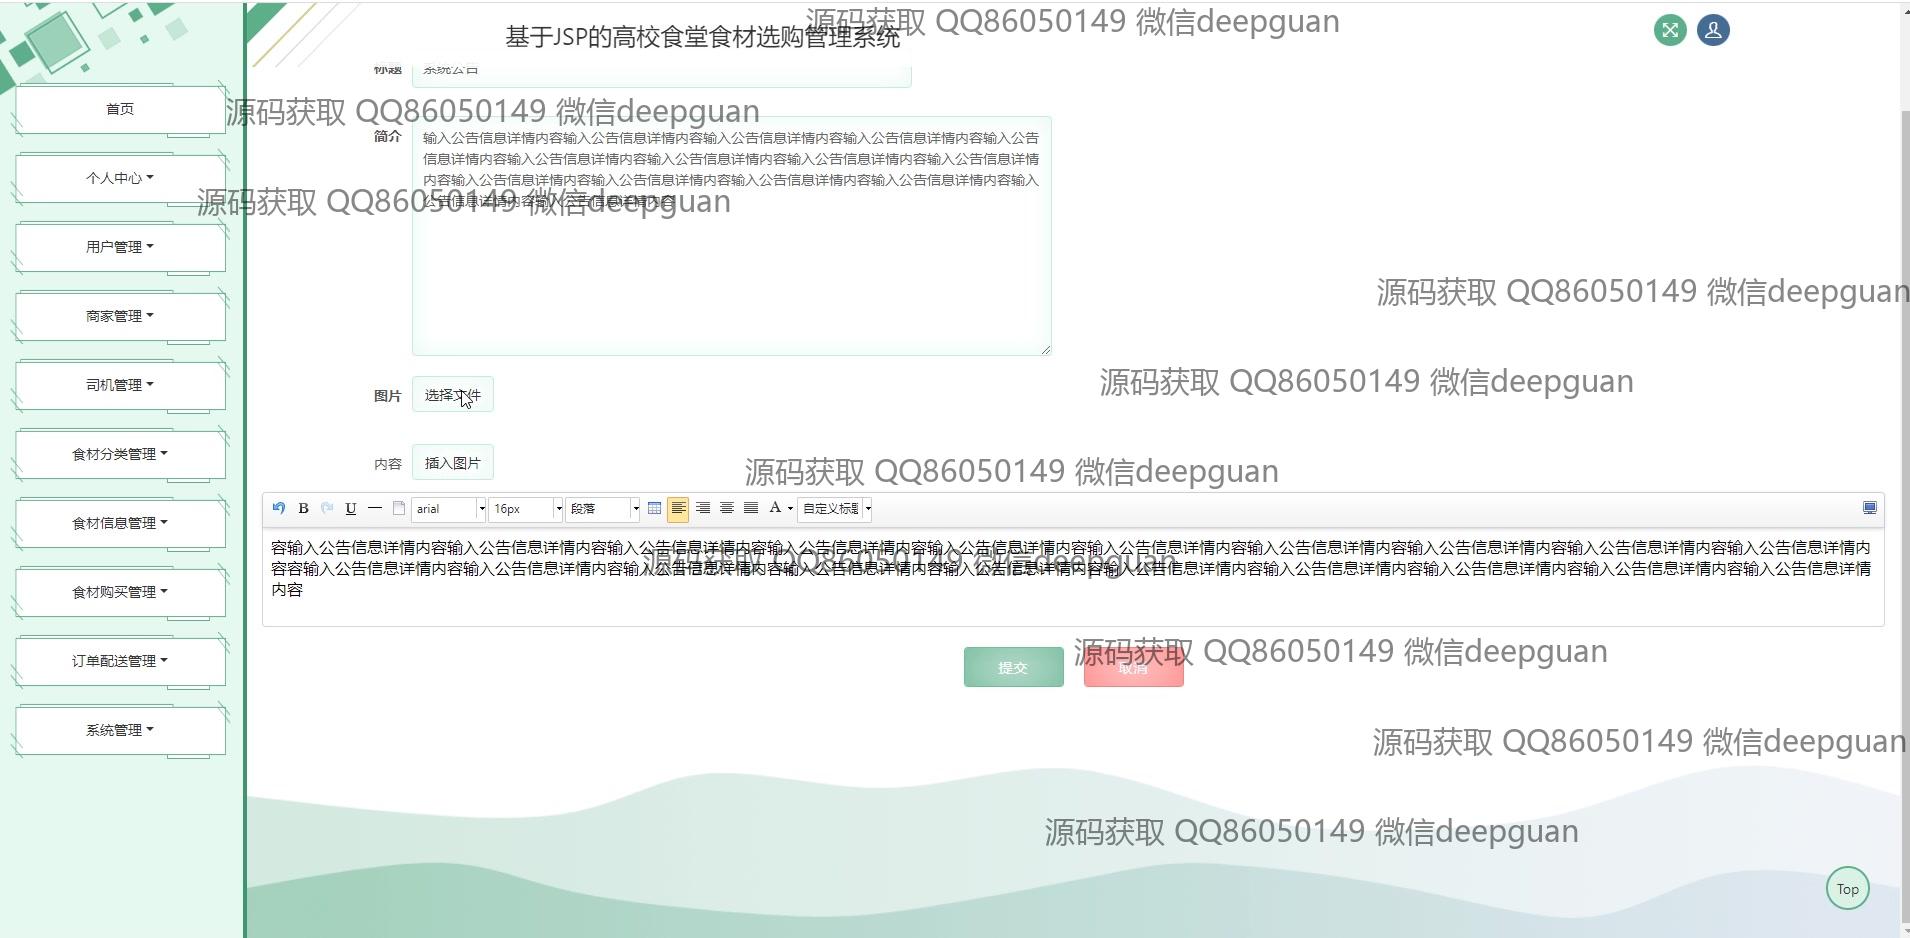 源码获取 QQ86050149 微信deepguan
基于JSP的高校食堂食材选购管理系统
标题
系统公告
首页
源码获取 QQ86050149 微信deepguan
简介
输入公告信息详情内容输入公告信息详情内容输入公告信息详情内容输入公告信息详情内容输入公告
信息详情内容输入公告信息详情内容输入公告信息详情内容输入公告信息详情内容输入公告信息详情
内容输入公告信息详情内容输入公告信息详情内容输入公告信息详情内容输入公告信息详情内容输入
公告信息详情内容输入公告信息详情内容
个人中心
源码获取 QQ86050149 微信deepguan
用户管理
源码获取 QQ86050149 微信deepguan
商家管理
司机管理
源码获取 QQ86050149 微信deepguan
图片
选择文件
食材分类管理
内容
插入图片
源码获取 QQ86050149 微信deepguan
B
U
arial
16px
段落
A
自定义标题
食材信息管理
容输入公告信息详情内容输入公告信息详情内容输入公告信息详情内容输入公告信息详情内容输入公告信息详情内容输入公告信息详情内容输入公告信息详情内容输入公告信息详情内容输入公告信息详情内容输入公告信息详情内
容容输入公告信息详情内容输入公告信息详情内容输入公告信息详情内容输入公告信息详情内容输入公告信息详情内容输入公告信息详情内容输入公告信息详情内容输入公告信息详情内容输入公告信息详情内容输入公告信息详情
内容
源码获取 QQ86050149 微信deepguan
食材购买管理
订单配送管理
源码获取 QQ86050149 微信deepguan
提交
取消
系统管理
源码获取 QQ86050149 微信deepguan
源码获取 QQ86050149 微信deepguan
Top